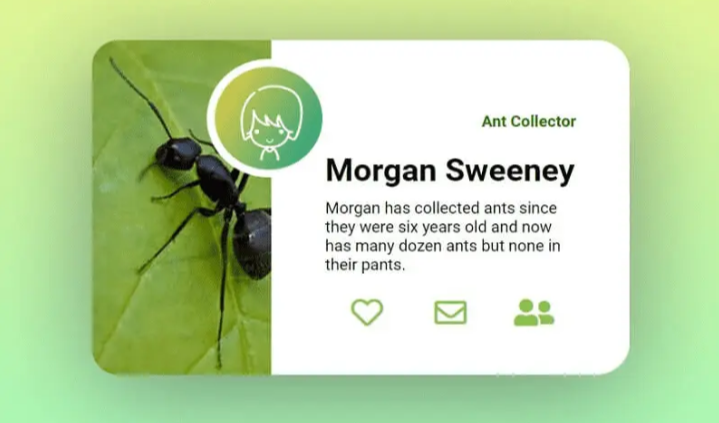 Ant Collector
Morgan Sweeney
Morgan has collected ants since
they were six years old and now
has many dozen ants but none in
their pants.